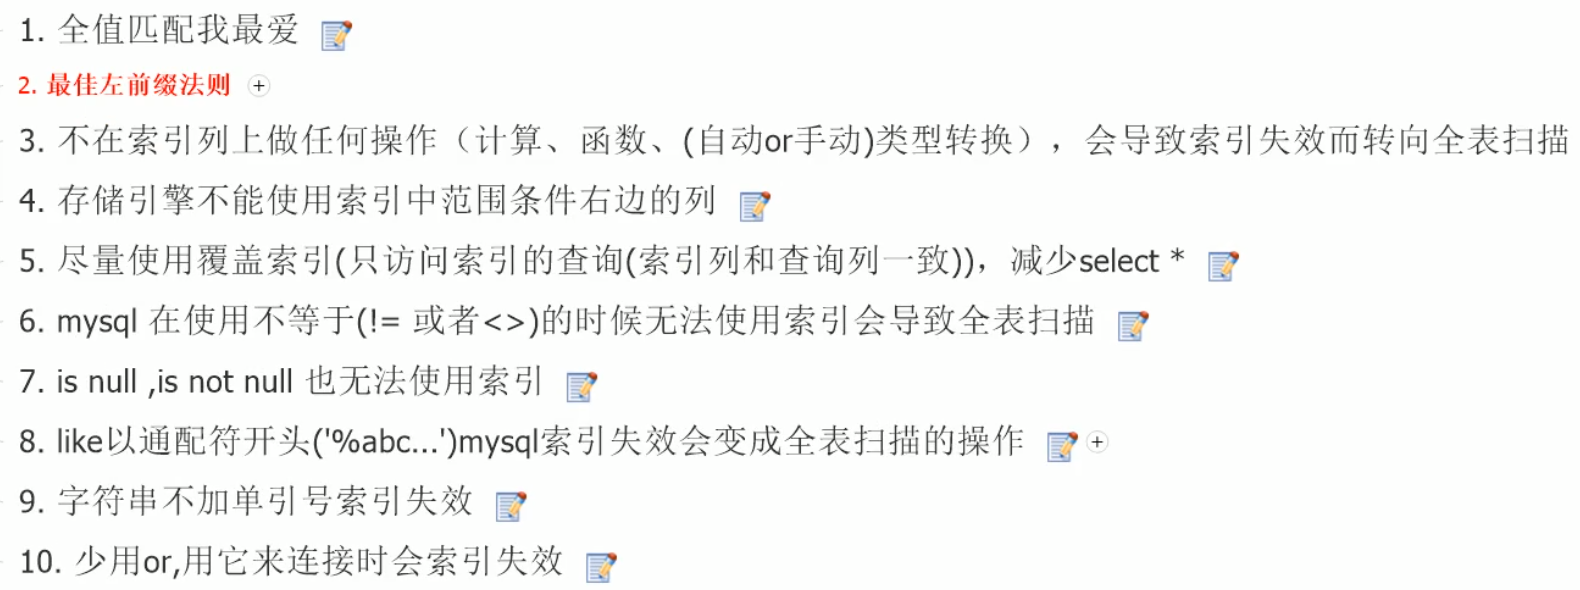 1. 全值匹配我最爱
2. 最佳左前缀法则
3. 不在索引列上做任何操作（计算、函数、(自动or手动)类型转换），会导致索引失效而转向全表扫描
4. 存储引擎不能使用索引中范围条件右边的列
5. 尽量使用覆盖索引(只访问索引的查询(索引列和查询列一致))，减少select *
6. mysql 在使用不等于(!= 或者<>)的时候无法使用索引会导致全表扫描
7. is null ,is not null 也无法使用索引
8. like以通配符开头('%abc...')mysql索引失效会变成全表扫描的操作
9. 字符串不加单引号索引失效
10. 少用or,用它来连接时会索引失效